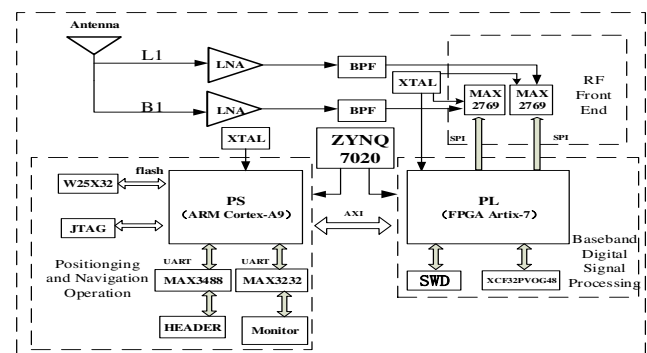 Antenna
L1
LNA
BPF
XTAL
MAX
2769
MAX
2769
RF
Front
End
B1
LNA
BPF
XTAL
ZYNQ
7020
SPI
SPI
W25X32
flash
PS
(ARM Cortex-A9)
AXI
PL
(FPGA Artix-7)
JTAG
UART
UART
Positionging
and Navigation
Operation
MAX3488
MAX3232
HEADER
Monitor
SWD
XCF32PVOG48
Baseband
Digital
Signal
Processing